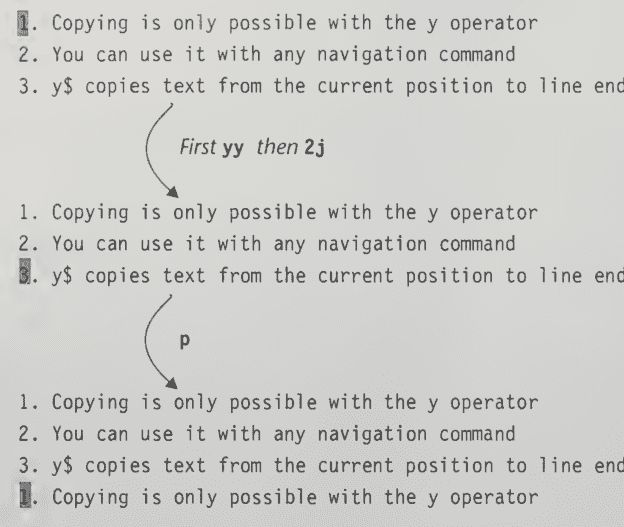 1. Copying is only possible with the y operator
2. You can use it with any navigation command
3. y$ copies text from the current position to line end
First yy then 2j
1. Copying is only possible with the y operator
2. You can use it with any navigation command
3. y$ copies text from the current position to line end
p
1. Copying is only possible with the y operator
2. You can use it with any navigation command
3. y$ copies text from the current position to line end
1. Copying is only possible with the y operator